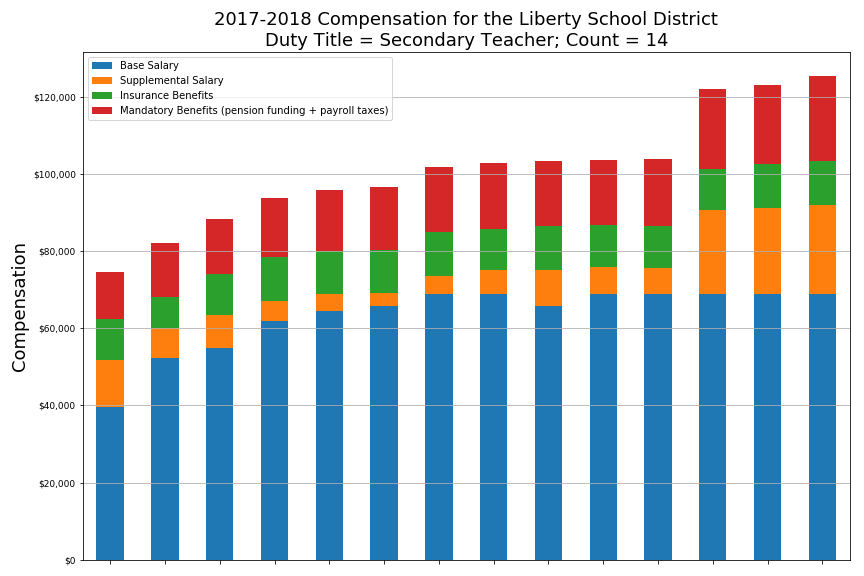 2017-2018 Compensation for the Liberty School District
Duty Title = Secondary Teacher; Count = 14
Base Salary
Supplemental Salary
Insurance Benefits
Mandatory Benefits (pension funding + payroll taxes)
Compensation
$120,000
$100,000
$80,000
$60,000
$40,000
$20,000
$0